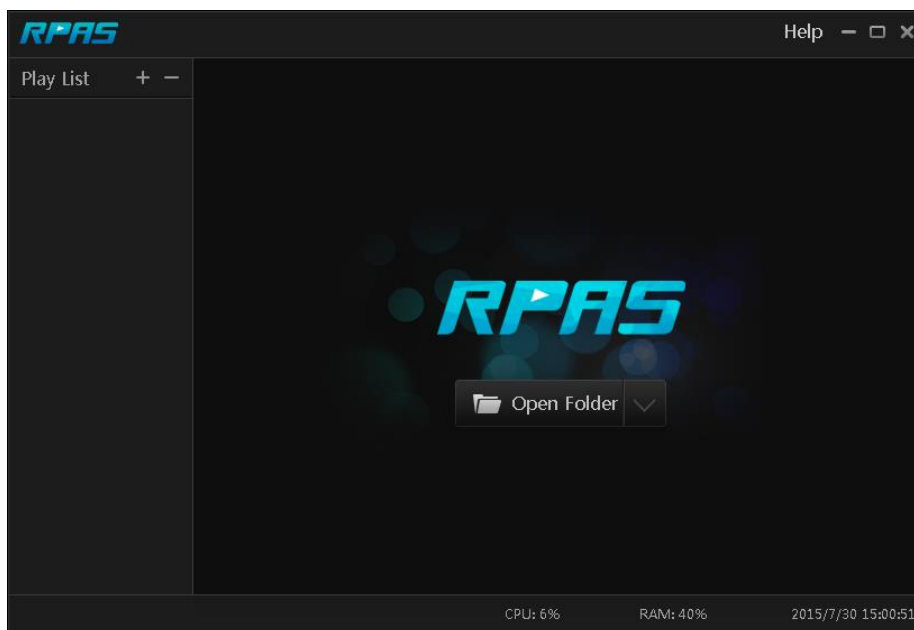 RPAS
Help
Play List
RPAS
Open Folder
CPU: 6% RAM: 40% 2015/7/30 15:00:51